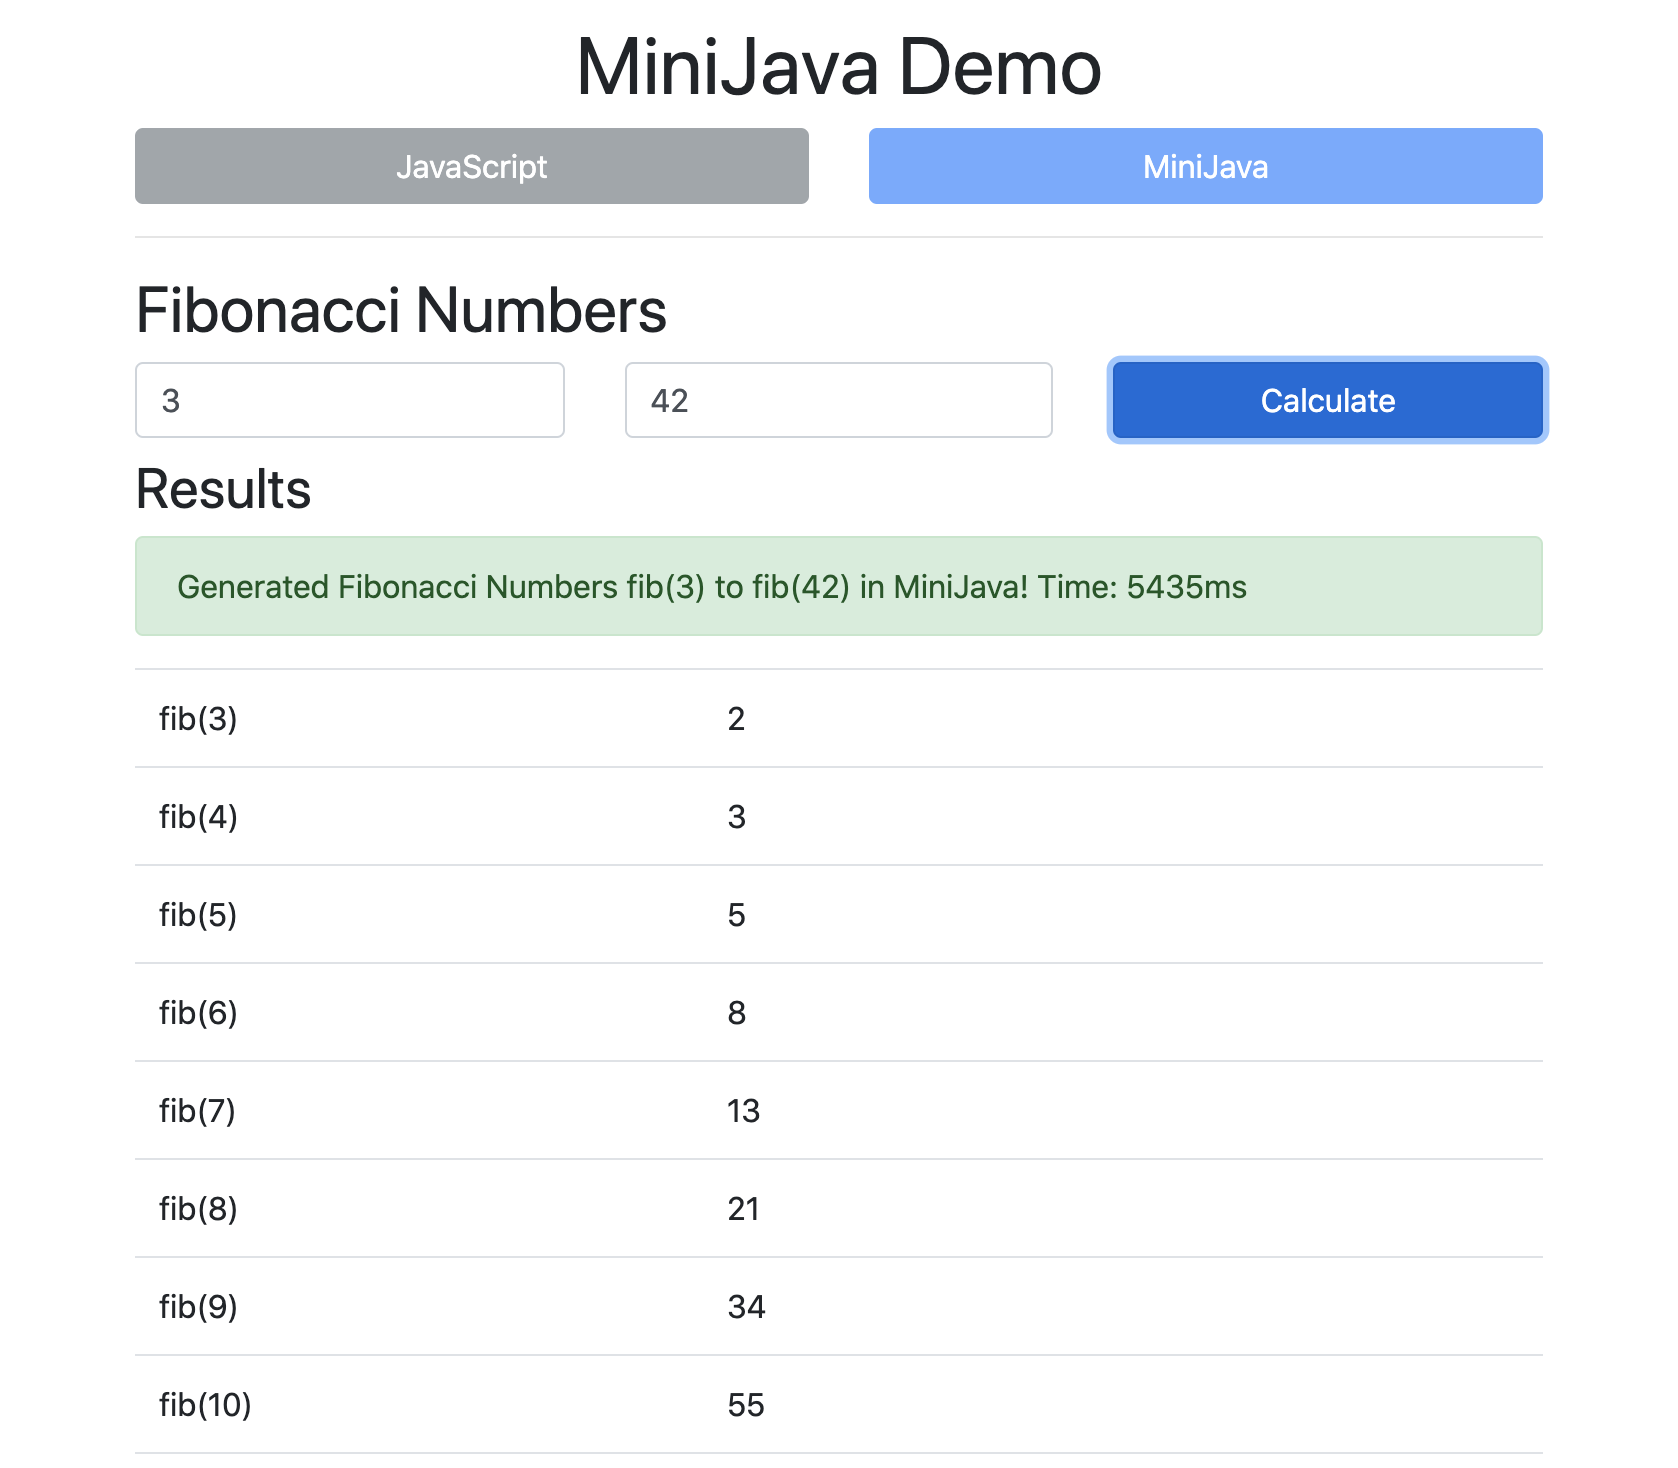 MiniJava Demo
JavaScript MiniJava
Fibonacci Numbers
3 42 Calculate
Results
Generated Fibonacci Numbers fib(3) to fib(42) in MiniJava! Time: 5435ms
fib(3) 2
fib(4) 3
fib(5) 5
fib(6) 8
fib(7) 13
fib(8) 21
fib(9) 34
fib(10) 55